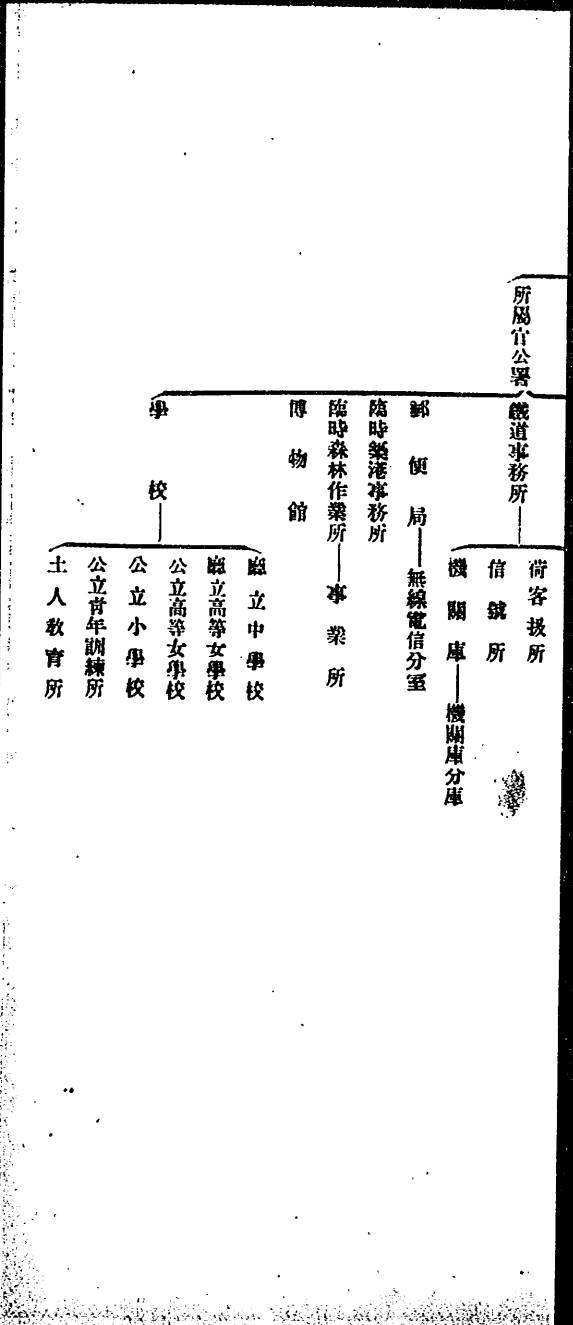 所屬官公署
鐵道事務所
荷客扱所
信號所
機關庫
機關庫分庫
郵便局
無線電信分室
臨時築港事務所
臨時森林作業所
事業所
博物館
學校
廳立中學校
廳立高等女學校
公立高等女學校
公立小學校
公立靑年訓練所
土人敎育所